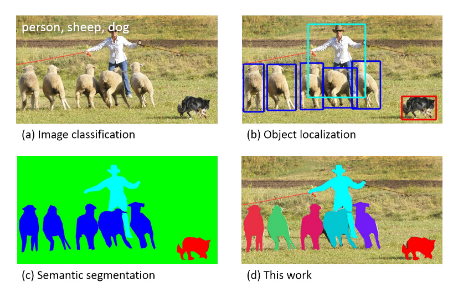 person, sheep, dog
(a) Image classification
(b) Object localization
(c) Semantic segmentation
(d) This work